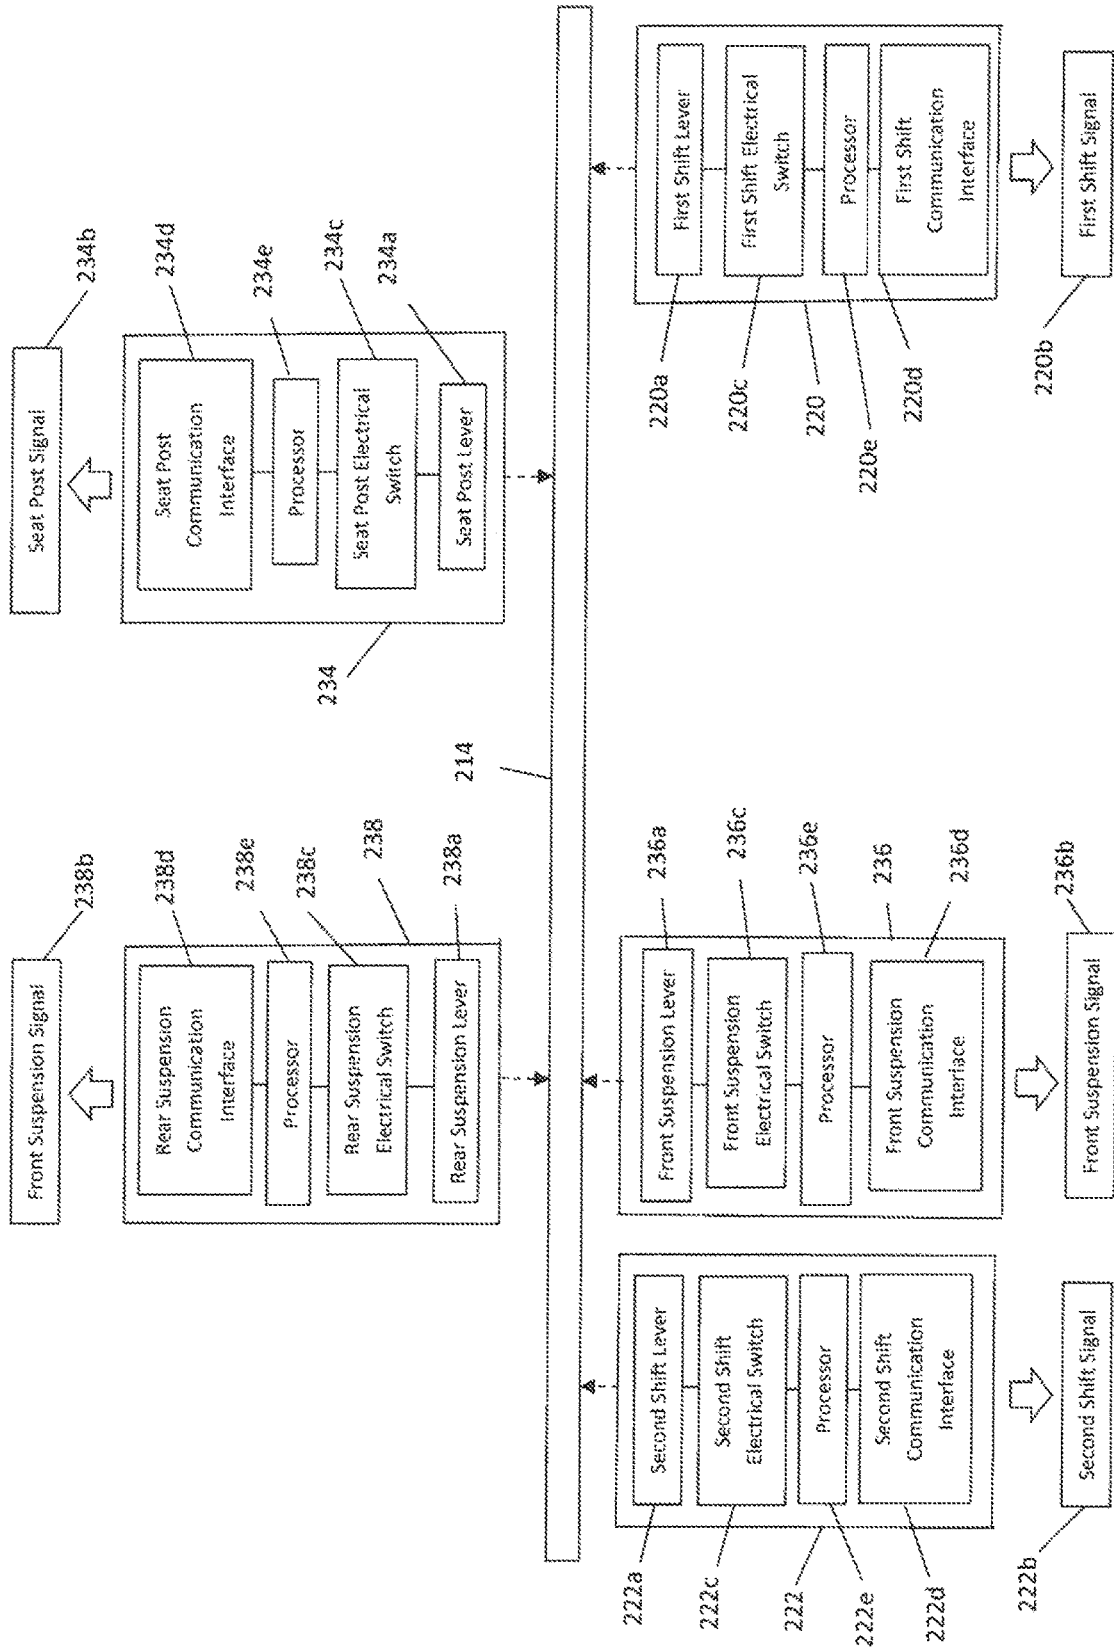 Front Suspension Signal
238b
Rear Suspension
Communication
Interface
238d
Processor
238e
Rear Suspension
Electrical Switch
238c
238
Rear Suspension Lever
238a
Seat Post Signal
234b
Seat Post
Communication
Interface
234d
Processor
234e
Seat Post Electrical
Switch
234c
Seat Post Lever
234a
234
214
222a
Second Shift Lever
222c
Second Shift
Electrical Switch
222
Processor
222e
Second Shift
Communication
Interface
222d
Second Shift Signal
222b
Front Suspension Lever
236a
Front Suspension
Electrical Switch
236c
Processor
236e
236
Front Suspension
Communication
Interface
236d
Front Suspension Signal
236b
220a
First Shift Lever
220c
First Shift Electrical
Switch
220
Processor
220e
First Shift
Communication
Interface
220d
First Shift Signal
220b